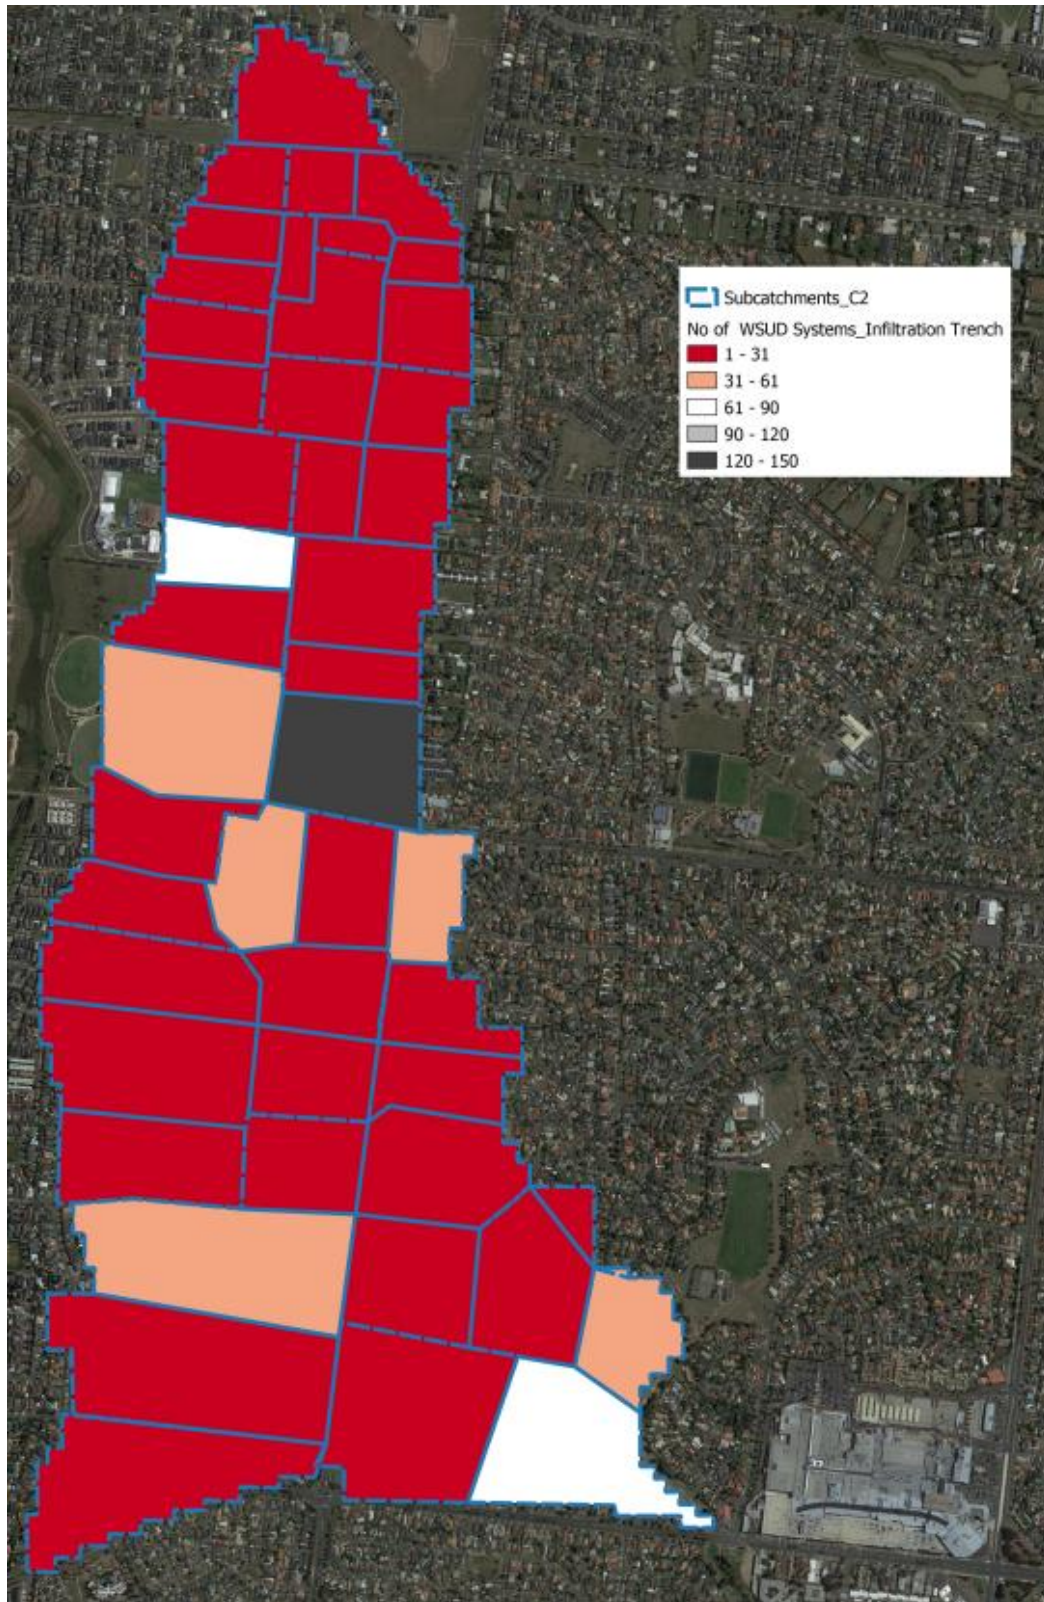 Subcatchments_C2
No of WSUD Systems_Infiltration Trench
1 - 31
31 - 61
61 - 90
90 - 120
120 - 150